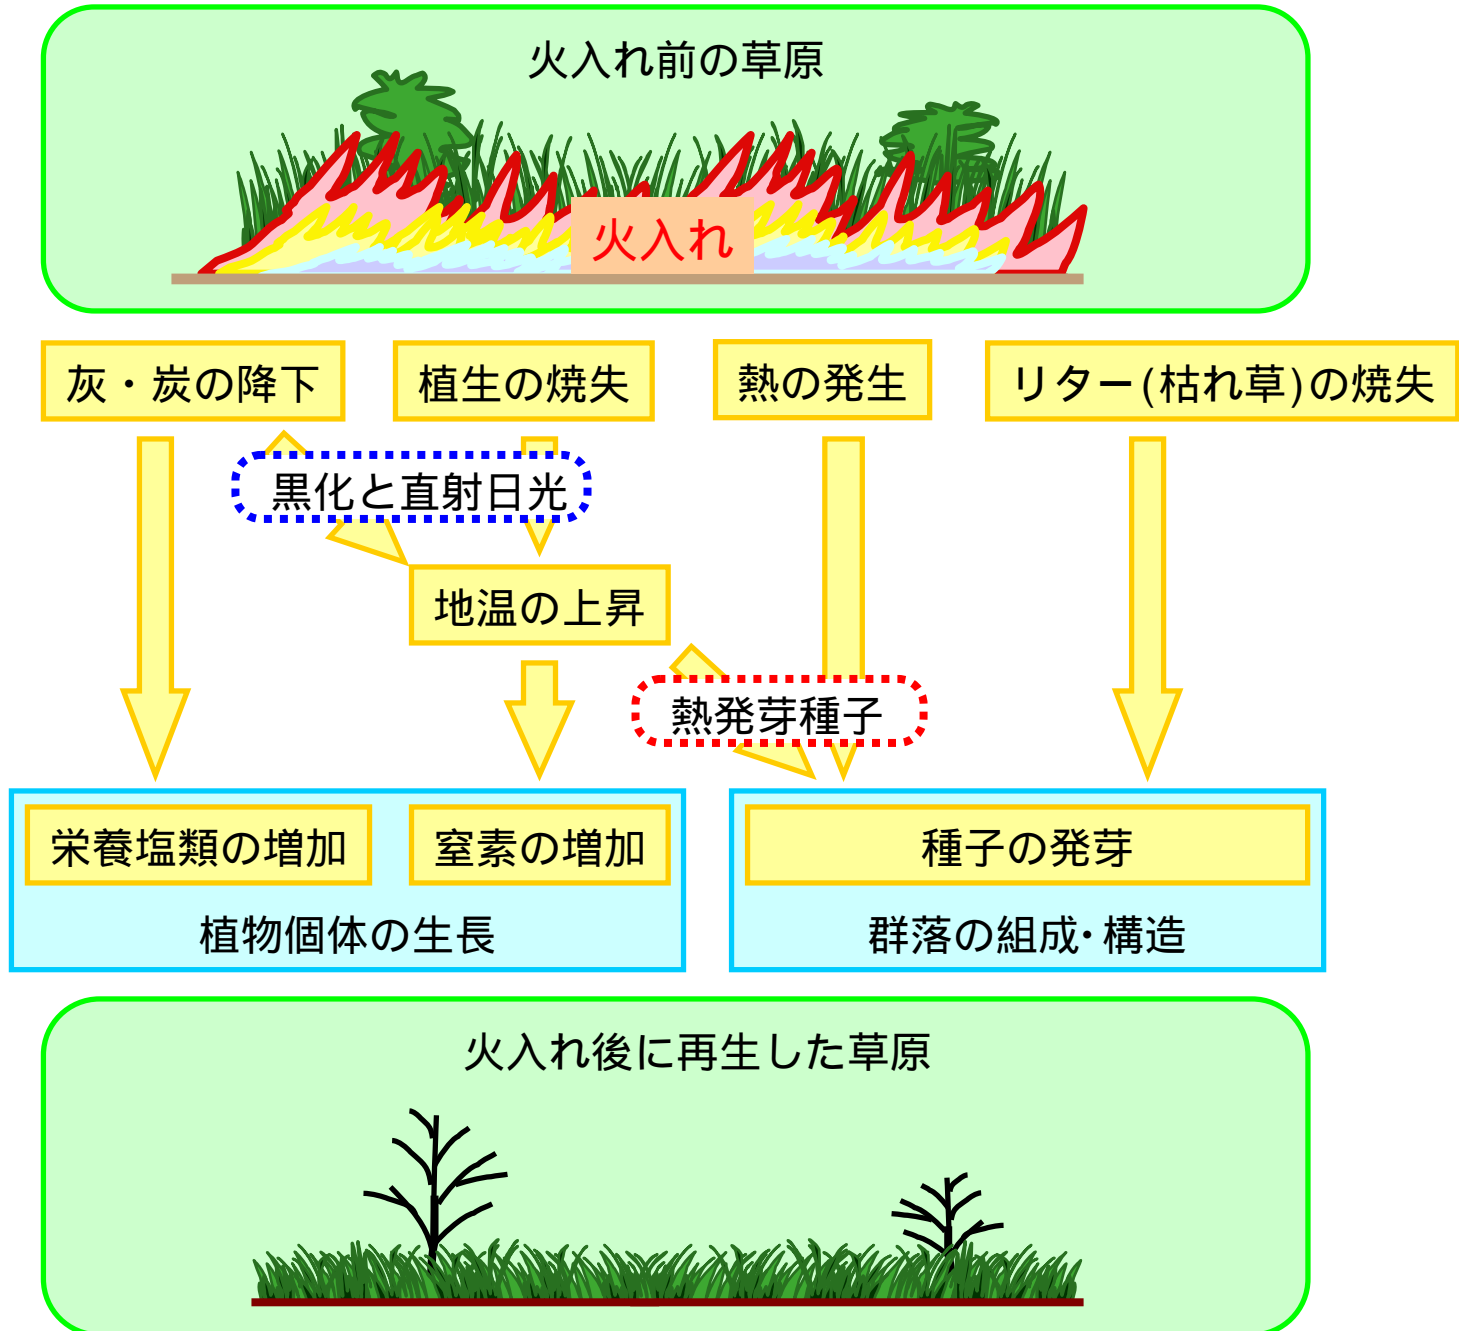 火入れ前の草原
火入れ
灰・炭の降下
植生の焼失
熱の発生
リター(枯れ草)の焼失
黒化と直射日光
地温の上昇
熱発芽種子
栄養塩類の増加
窒素の増加
種子の発芽
植物個体の生長
群落の組成・構造
火入れ後に再生した草原